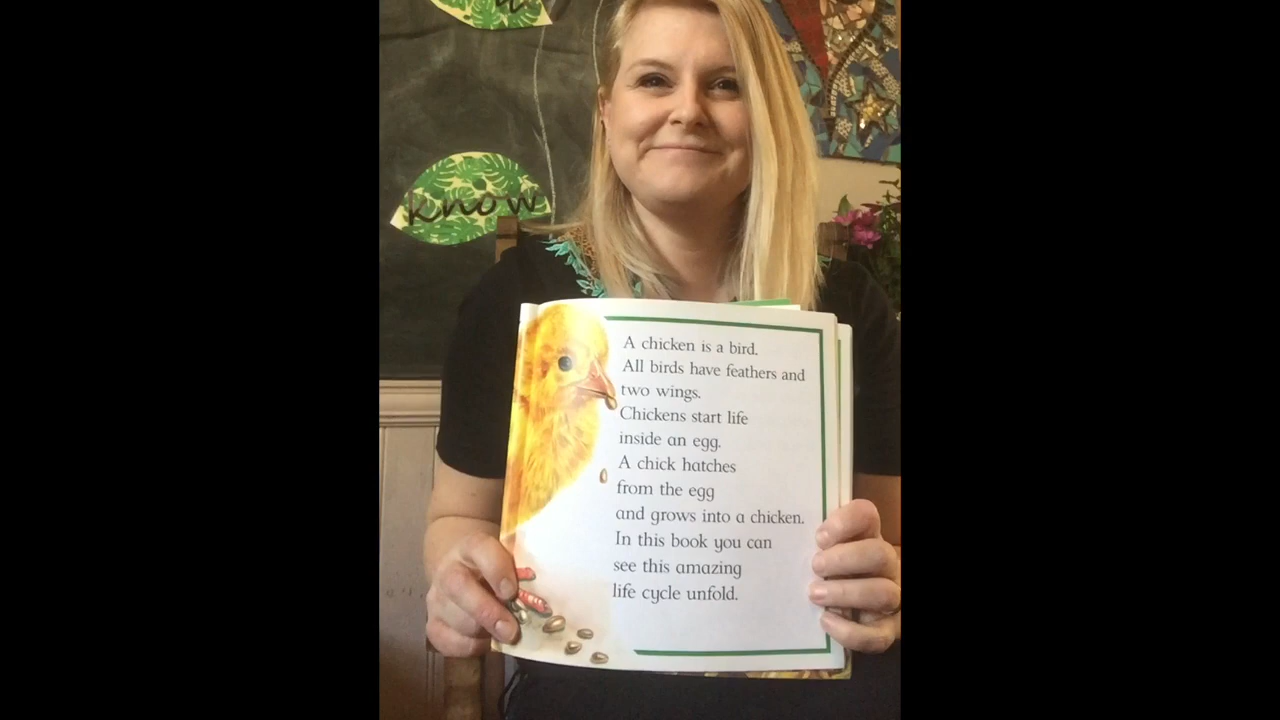 know
A chicken is a bird.
All birds have feathers and
two wings.
Chickens start life
inside an egg.
A chick hatches
from the egg
and grows into a chicken.
In this book you can
see this amazing
life cycle unfold.